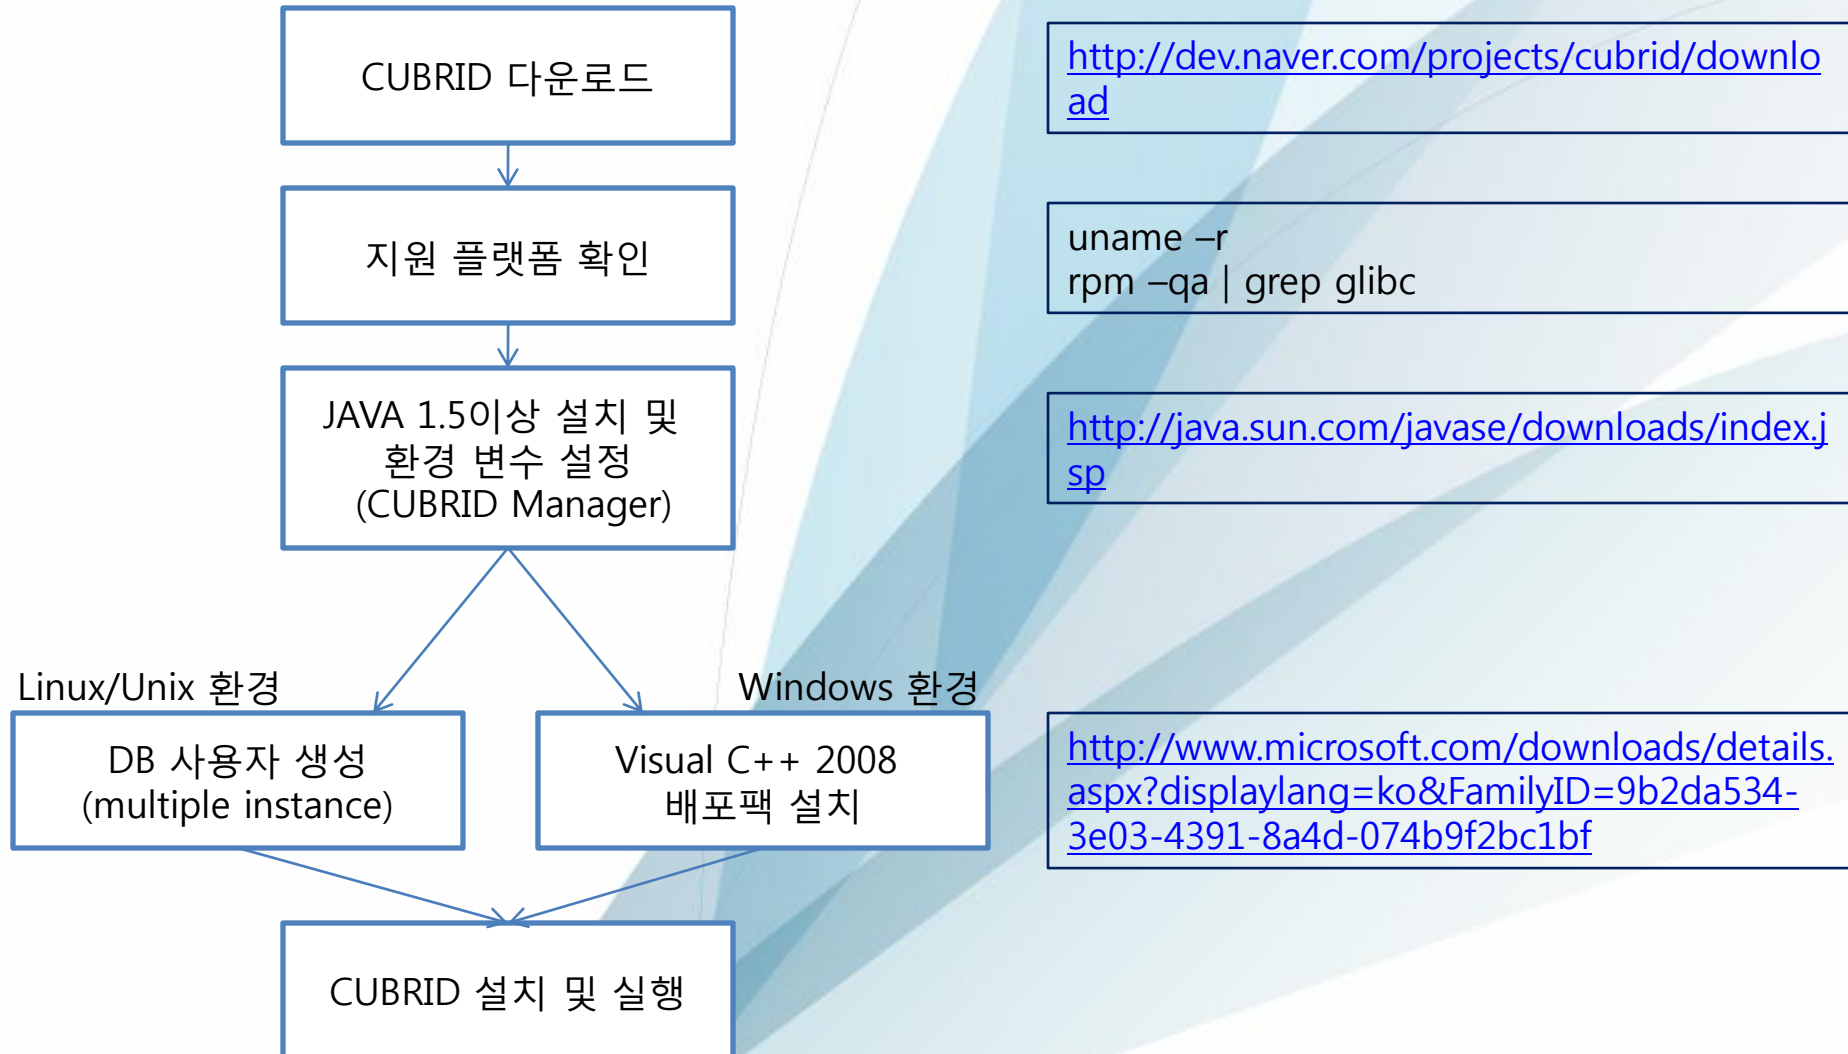 CUBRID 다운로드
http://dev.naver.com/projects/cubrid/downlo
ad
지원 플랫폼 확인
uname –r
rpm –qa | grep glibc
JAVA 1.5이상 설치 및
환경 변수 설정
(CUBRID Manager)
http://java.sun.com/javase/downloads/index.j
sp
Linux/Unix 환경
DB 사용자 생성
(multiple instance)
Windows 환경
Visual C++ 2008
배포팩 설치
http://www.microsoft.com/downloads/details.
aspx?displaylang=ko&FamilyID=9b2da534-
3e03-4391-8a4d-074b9f2bc1bf
CUBRID 설치 및 실행